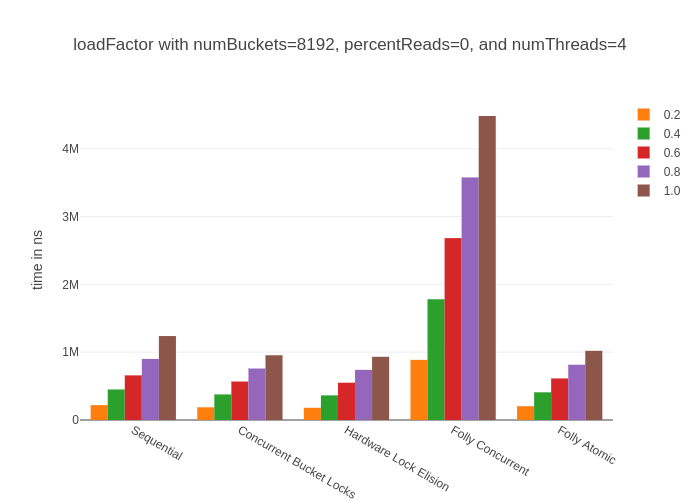 loadFactor with numBuckets=8192, percentReads=0, and numThreads=4
0.2
0.4
0.6
0.8
1.0
time in ns
4M
3M
2M
1M
0
Sequential
Concurrent Bucket Locks
Hardware Lock Elision
Folly Concurrent
Folly Atomic